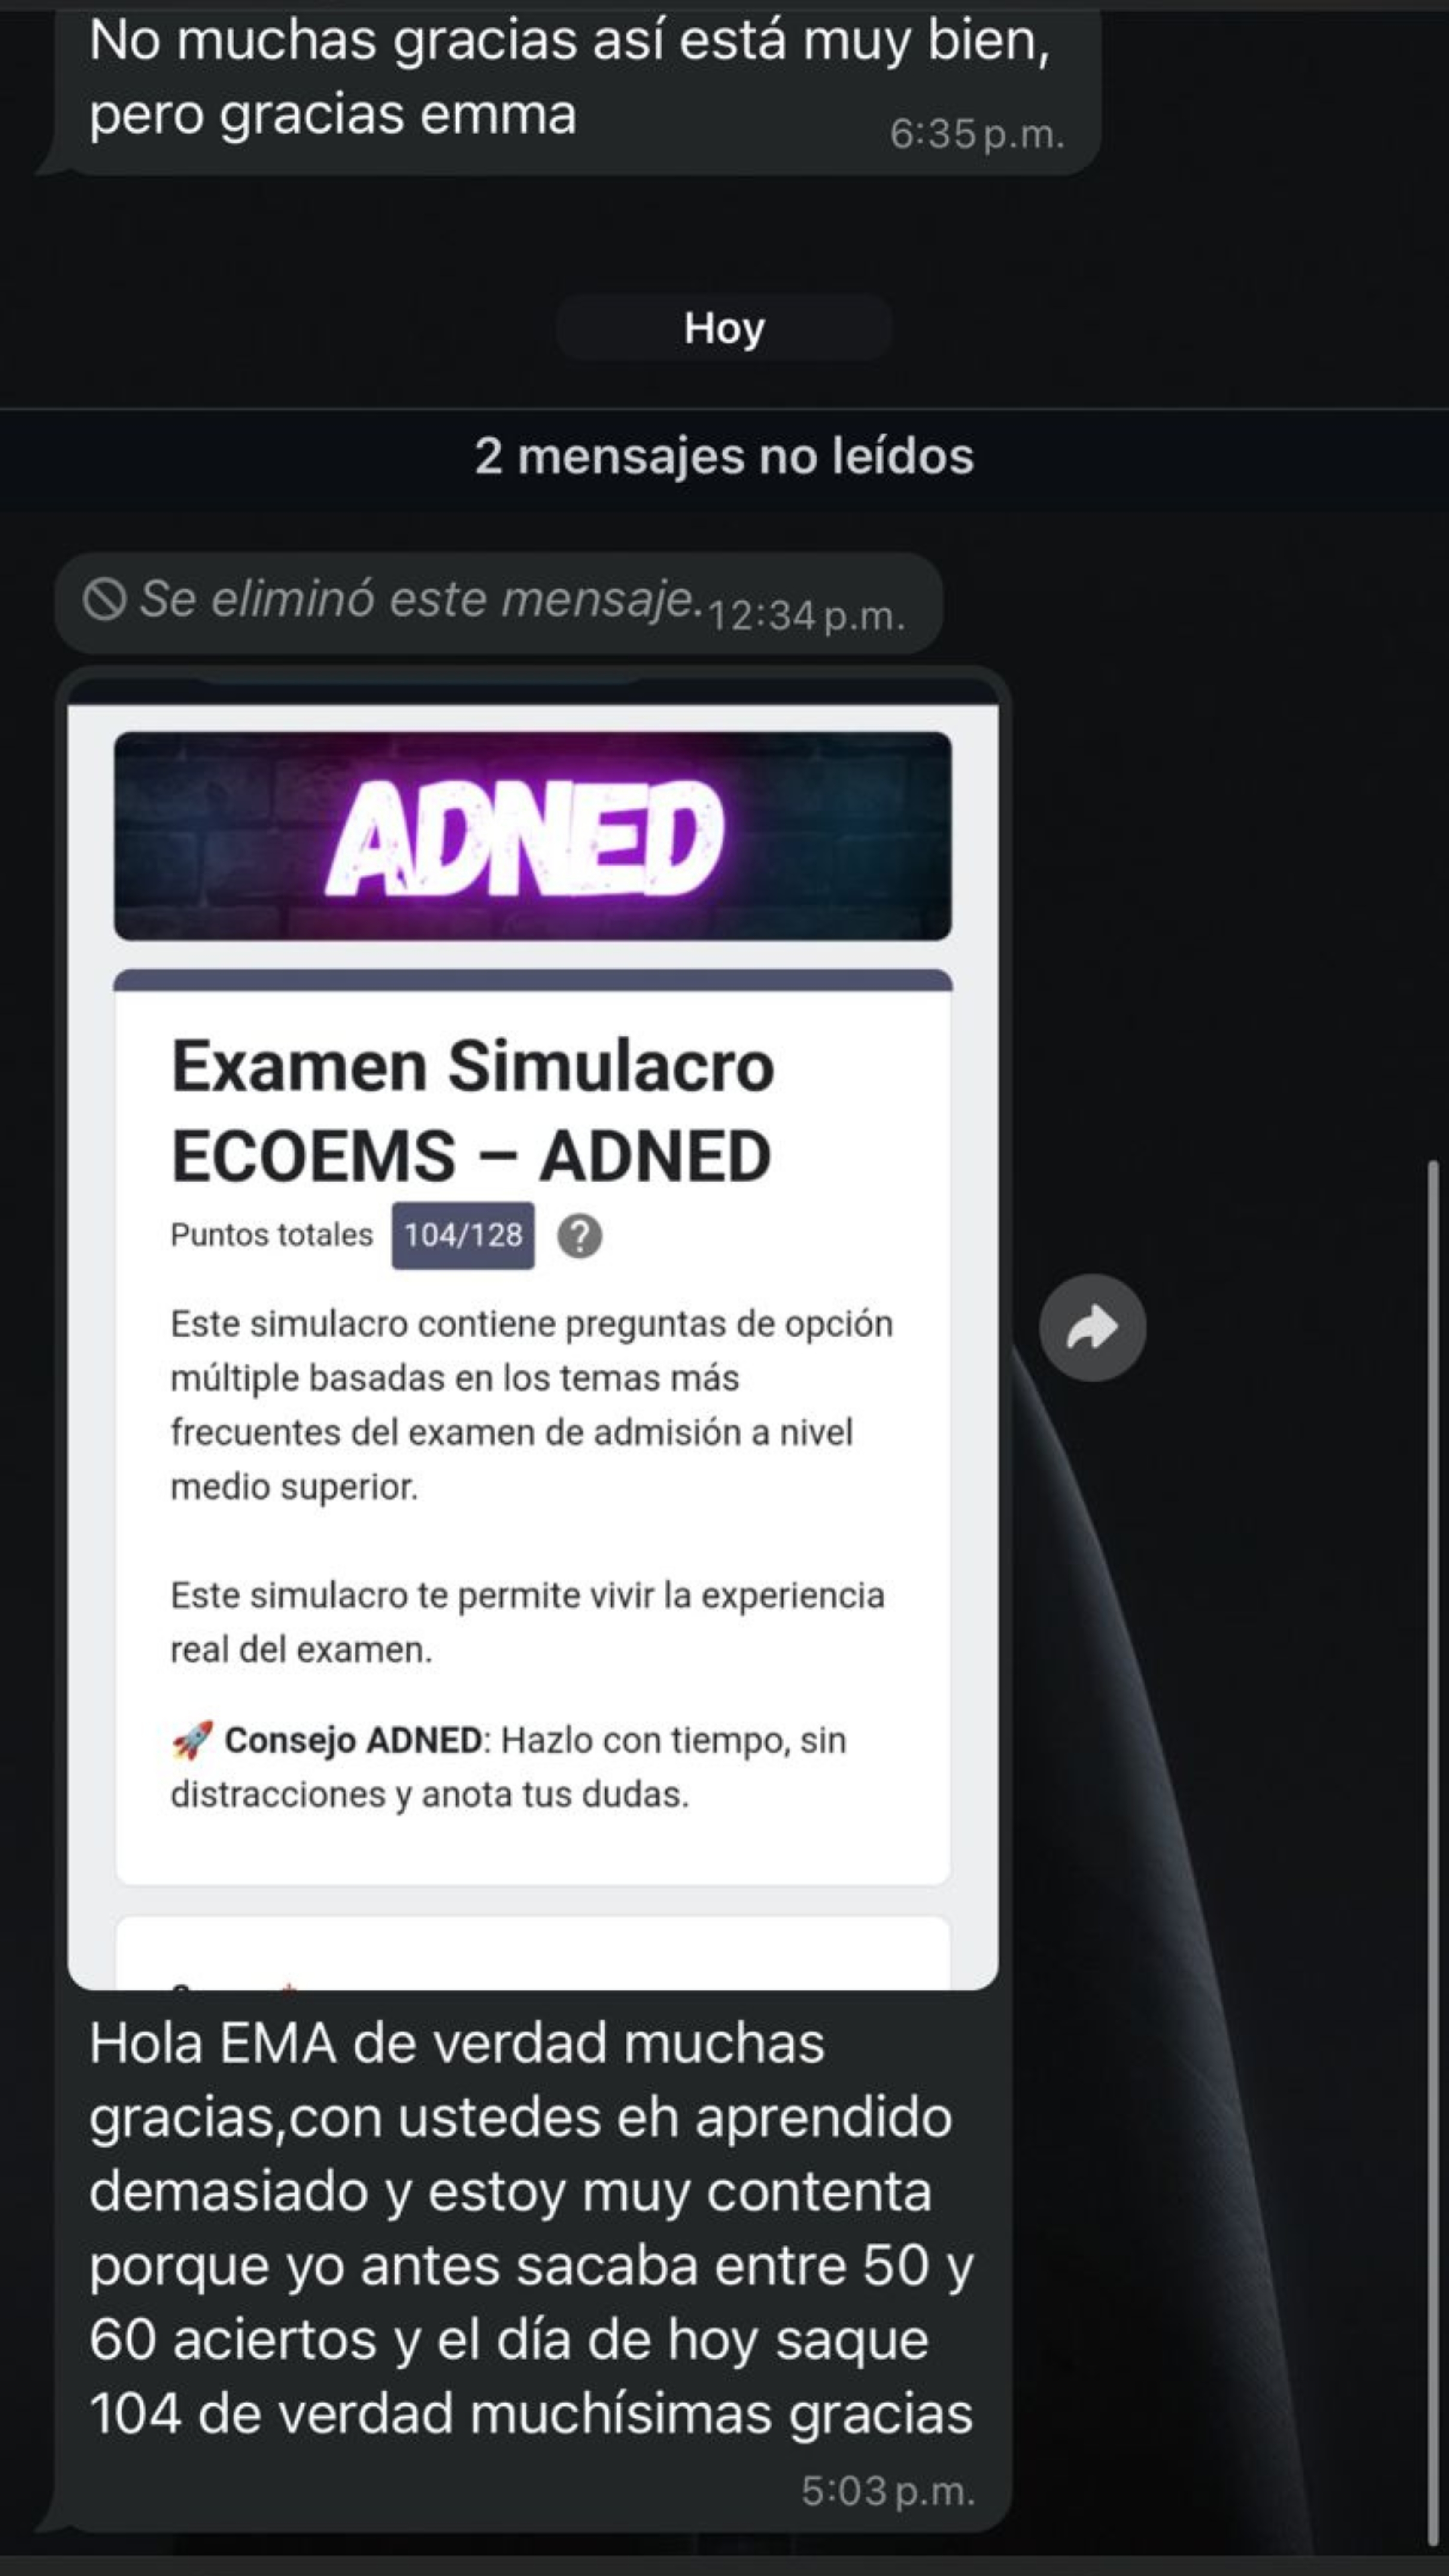 No muchas gracias así está muy bien,
pero gracias emma
6:35 p.m.
Hoy
2 mensajes no leídos
Se eliminó este mensaje. 12:34 p.m.
ADNED
Examen Simulacro
ECOEMS – ADNED
Puntos totales 104/128 ?
Este simulacro contiene preguntas de opción
múltiple basadas en los temas más
frecuentes del examen de admisión a nivel
medio superior.
Este simulacro te permite vivir la experiencia
real del examen.
🚀 Consejo ADNED: Hazlo con tiempo, sin
distracciones y anota tus dudas.
Hola EMA de verdad muchas
gracias,con ustedes eh aprendido
demasiado y estoy muy contenta
porque yo antes sacaba entre 50 y
60 aciertos y el día de hoy saque
104 de verdad muchísimas gracias
5:03 p.m.